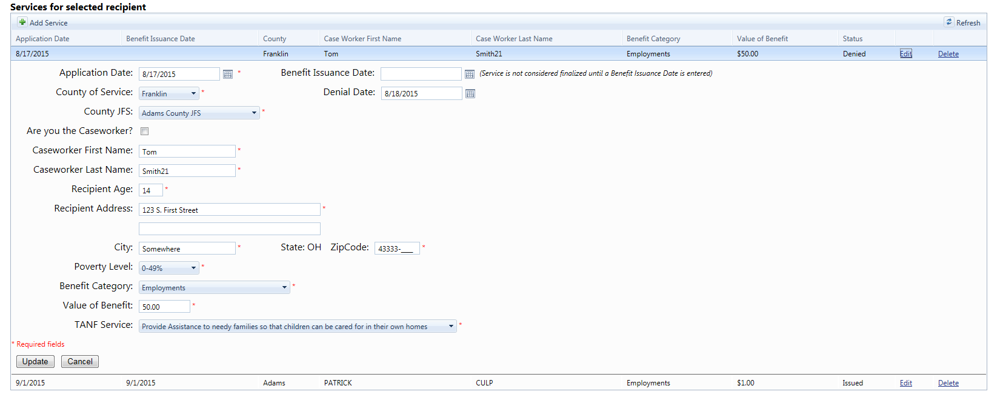 Services for selected recipient
Add Service Refresh
Application Date Benefit Issuance Date County Case Worker First Name Case Worker Last Name Benefit Category Value of Benefit Status
8/17/2015 Franklin Tom Smith21 Employments $50.00 Denied Edit Delete
Application Date: 8/17/2015 * Benefit Issuance Date: (Service is not considered finalized until a Benefit Issuance Date is entered)
County of Service: Franklin * Denial Date: 8/18/2015
County JFS: Adams County JFS *
Are you the Caseworker?
Caseworker First Name: Tom *
Caseworker Last Name: Smith21 *
Recipient Age: 14 *
Recipient Address: 123 S. First Street *
City: Somewhere * State: OH ZipCode: 43333-____ *
Poverty Level: 0-49% *
Benefit Category: Employments *
Value of Benefit: 50.00 *
TANF Service: Provide Assistance to needy families so that children can be cared for in their own homes *
* Required fields
Update Cancel
9/1/2015 9/1/2015 Adams PATRICK CULP Employments $1.00 Issued Edit Delete